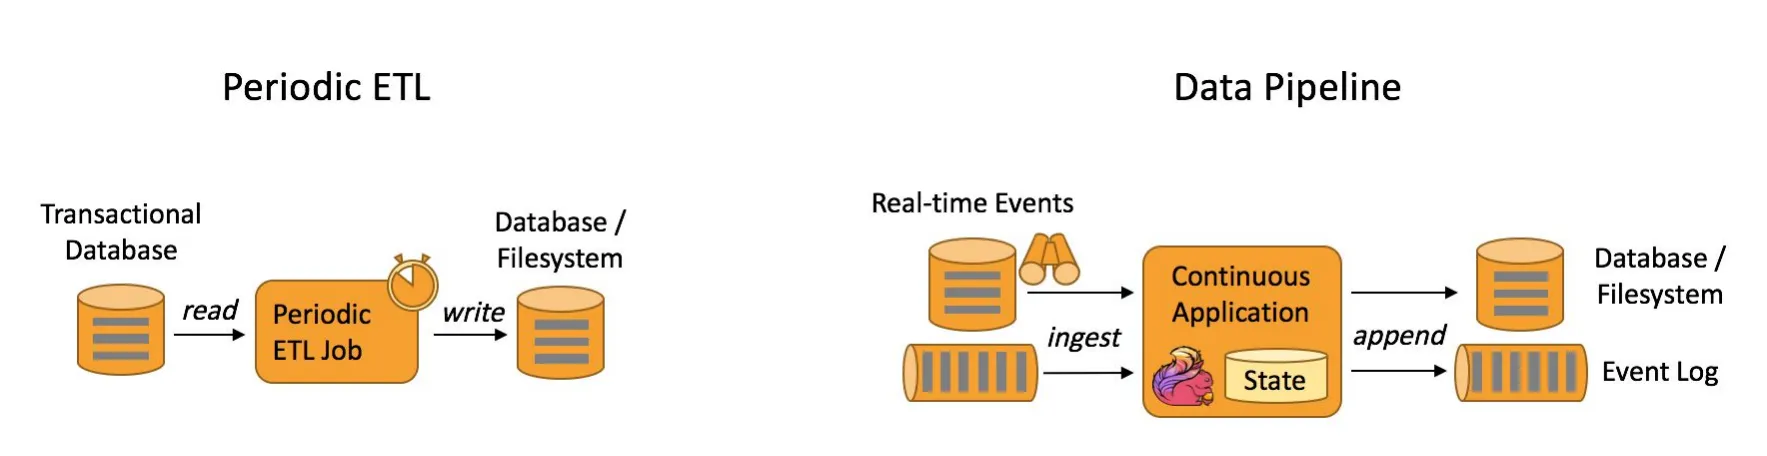 Periodic ETL
Transactional
Database
read
Periodic
ETL Job
write
Database /
Filesystem
Data Pipeline
Real-time Events
ingest
Continuous
Application
State
append
Database /
Filesystem
Event Log